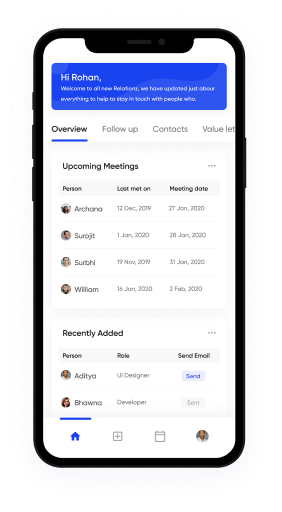 Hi Rohan,
Welcome to all new Relationz, we have updated just abour
everything to help to stay in touch with people who.
Overview Follow up Contacts Value let
Upcoming Meetings
Person Last met on Meeting date
Archana 12 Dec, 2019 27 Jan, 2020
Surojit 1 Jan, 2020 28 Jan, 2020
Surbhi 19 Nov, 2019 31 Jan, 2020
William 16 Jan, 2020 2 Feb, 2020
Recently Added
Person Role Send Email
Aditya UI Designer Send
Bhawna Developer Sent